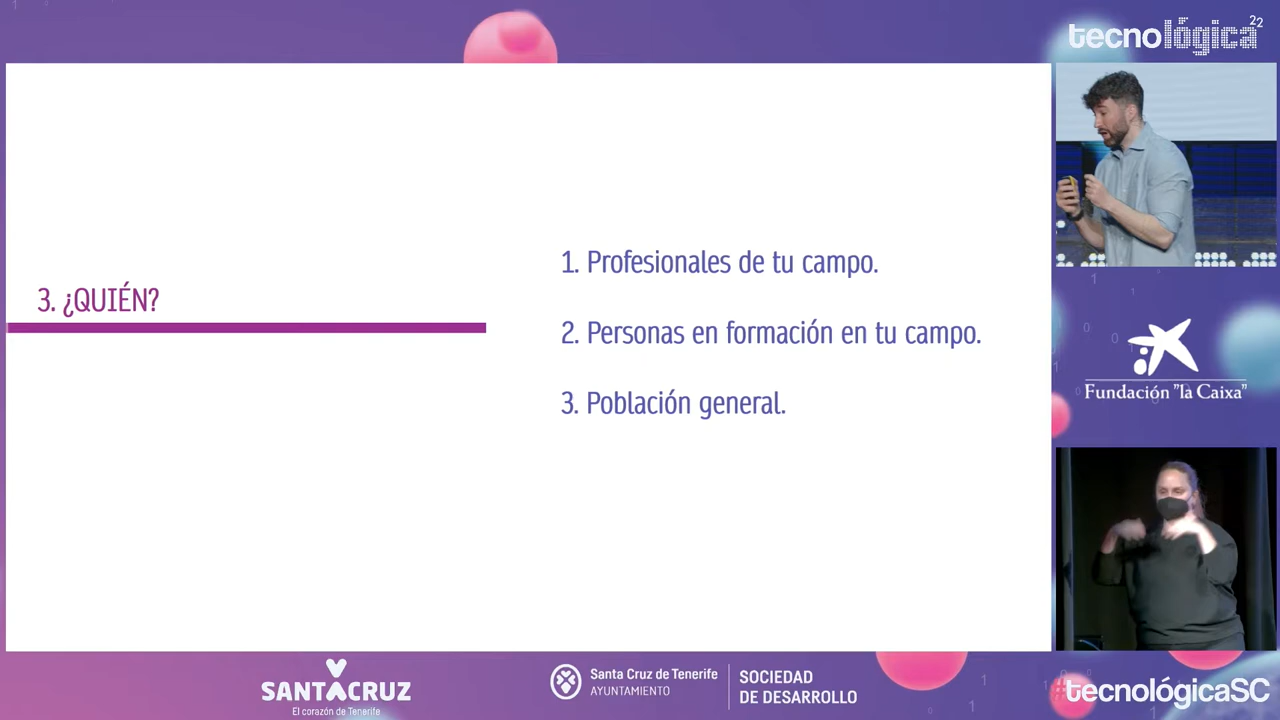 tecnológica22
3. ¿QUIÉN?
1. Profesionales de tu campo.
2. Personas en formación en tu campo.
3. Población general.
Fundación "la Caixa"
SANTACRUZ
El corazón de Tenerife
Santa Cruz de Tenerife
AYUNTAMIENTO
SOCIEDAD
DE DESARROLLO
#tecnológicaSC